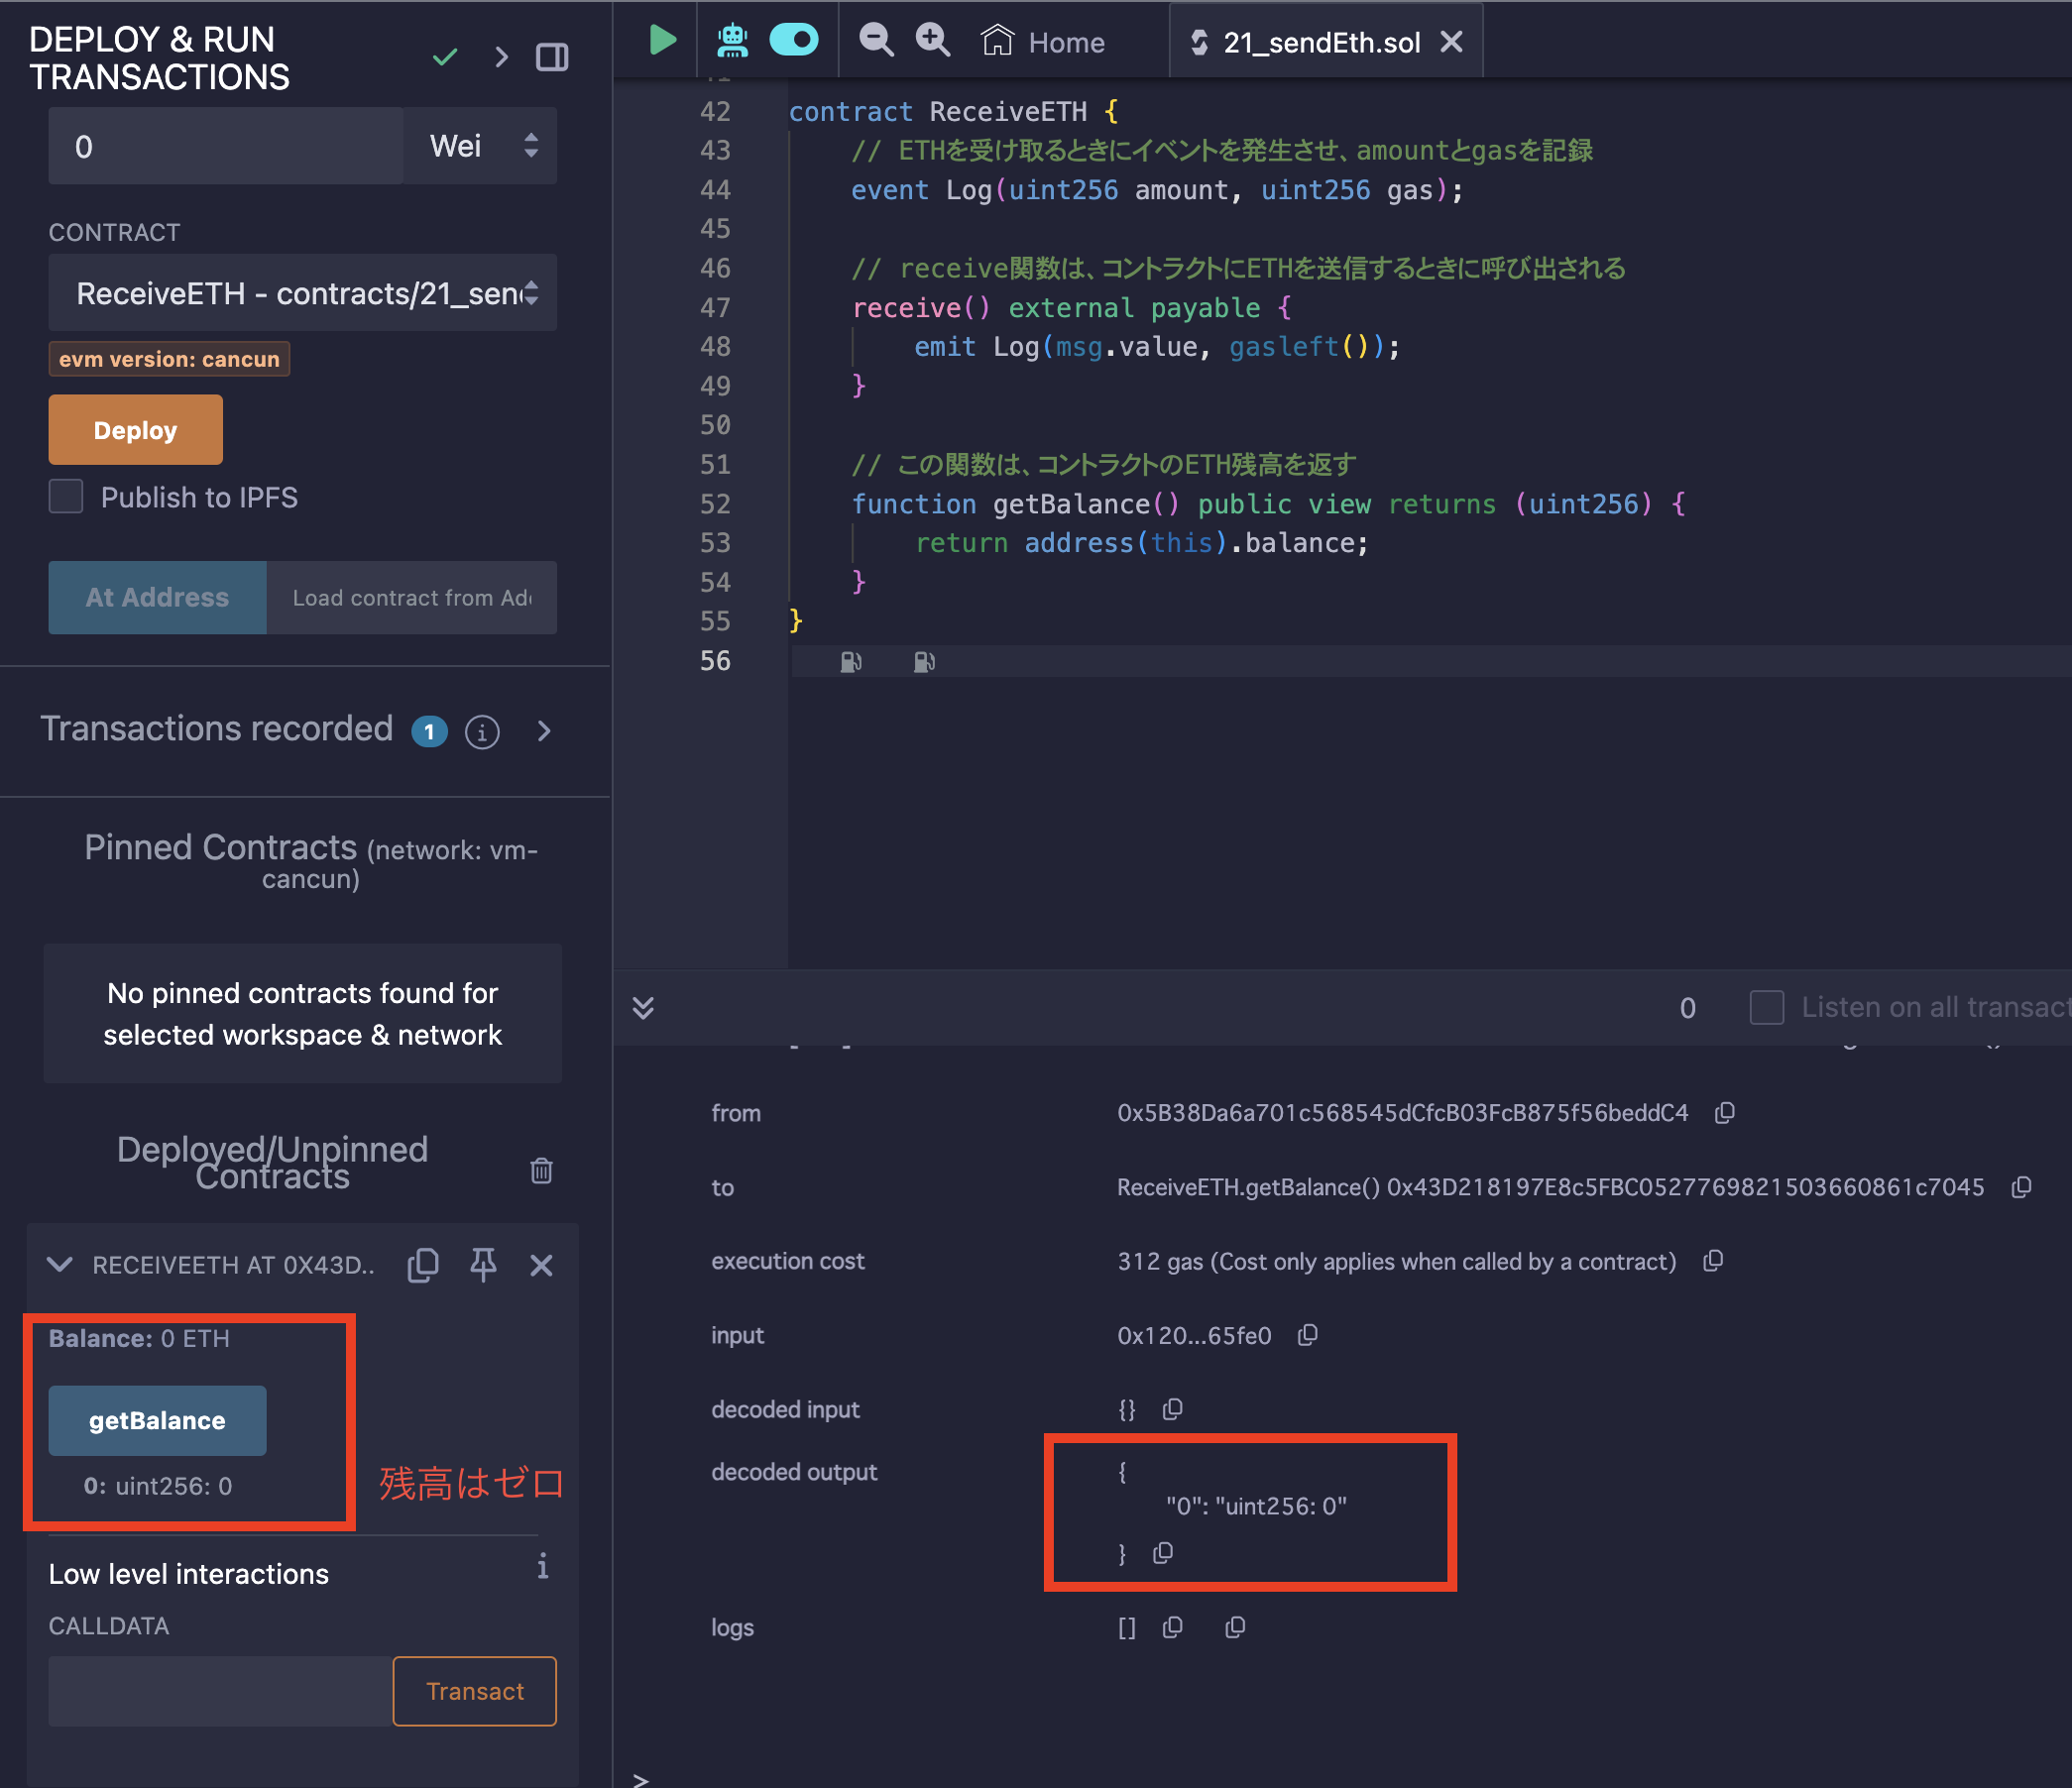 DEPLOY & RUN
TRANSACTIONS
0
Wei
CONTRACT
ReceiveETH - contracts/21_sen
evm version: cancun
Deploy
Publish to IPFS
At Address
Load contract from Ad
Transactions recorded 1
Pinned Contracts (network: vm-
cancun)
No pinned contracts found for
selected workspace & network
Deployed/Unpinned
Contracts
RECEIVEETH AT 0X43D..
Balance: 0 ETH
getBalance
0: uint256: 0
残高はゼロ
Low level interactions
CALLDATA
Transact
Home
21_sendEth.sol
42 contract ReceiveETH {
43 // ETHを受け取るときにイベントを発生させ、amountとgasを記録
44 event Log(uint256 amount, uint256 gas);
45
46 // receive関数は、コントラクトにETHを送信するときに呼び出される
47 receive() external payable {
48 emit Log(msg.value, gasleft());
49 }
50
51 // この関数は、コントラクトのETH残高を返す
52 function getBalance() public view returns (uint256) {
53 return address(this).balance;
54 }
55 }
56
0
Listen on all transact
from 0x5B38Da6a701c568545dCfcB03FcB875f56beddC4
to ReceiveETH.getBalance() 0x43D218197E8c5FBC0527769821503660861c7045
execution cost 312 gas (Cost only applies when called by a contract)
input 0x120...65fe0
decoded input {}
decoded output {
"0": "uint256: 0"
}
logs []
>